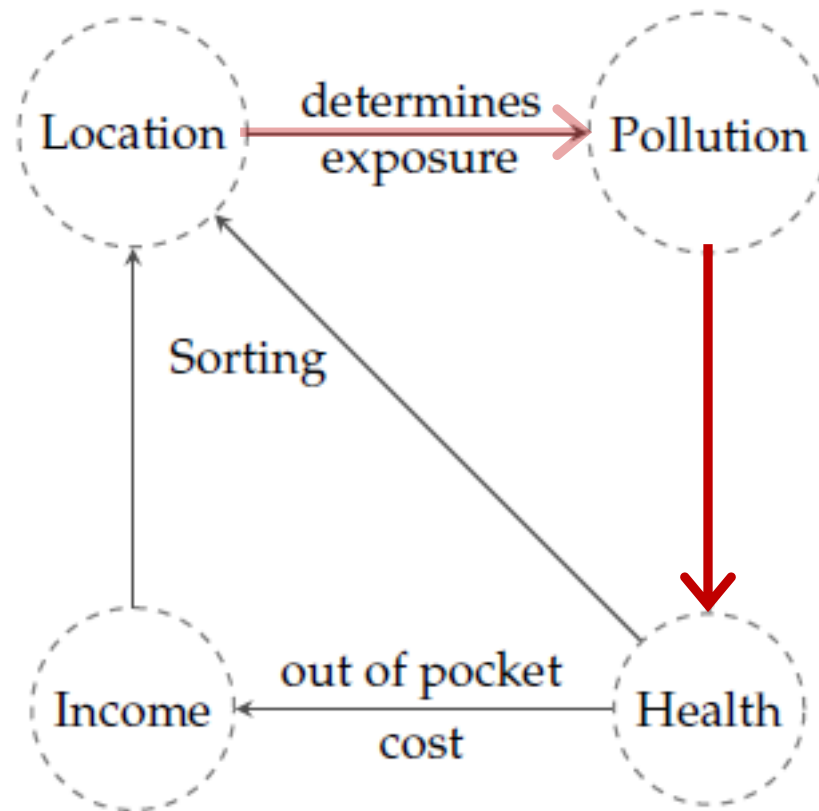 determines
Location
Pollution
exposure
Sorting
out of pocket
Income
Health
cost